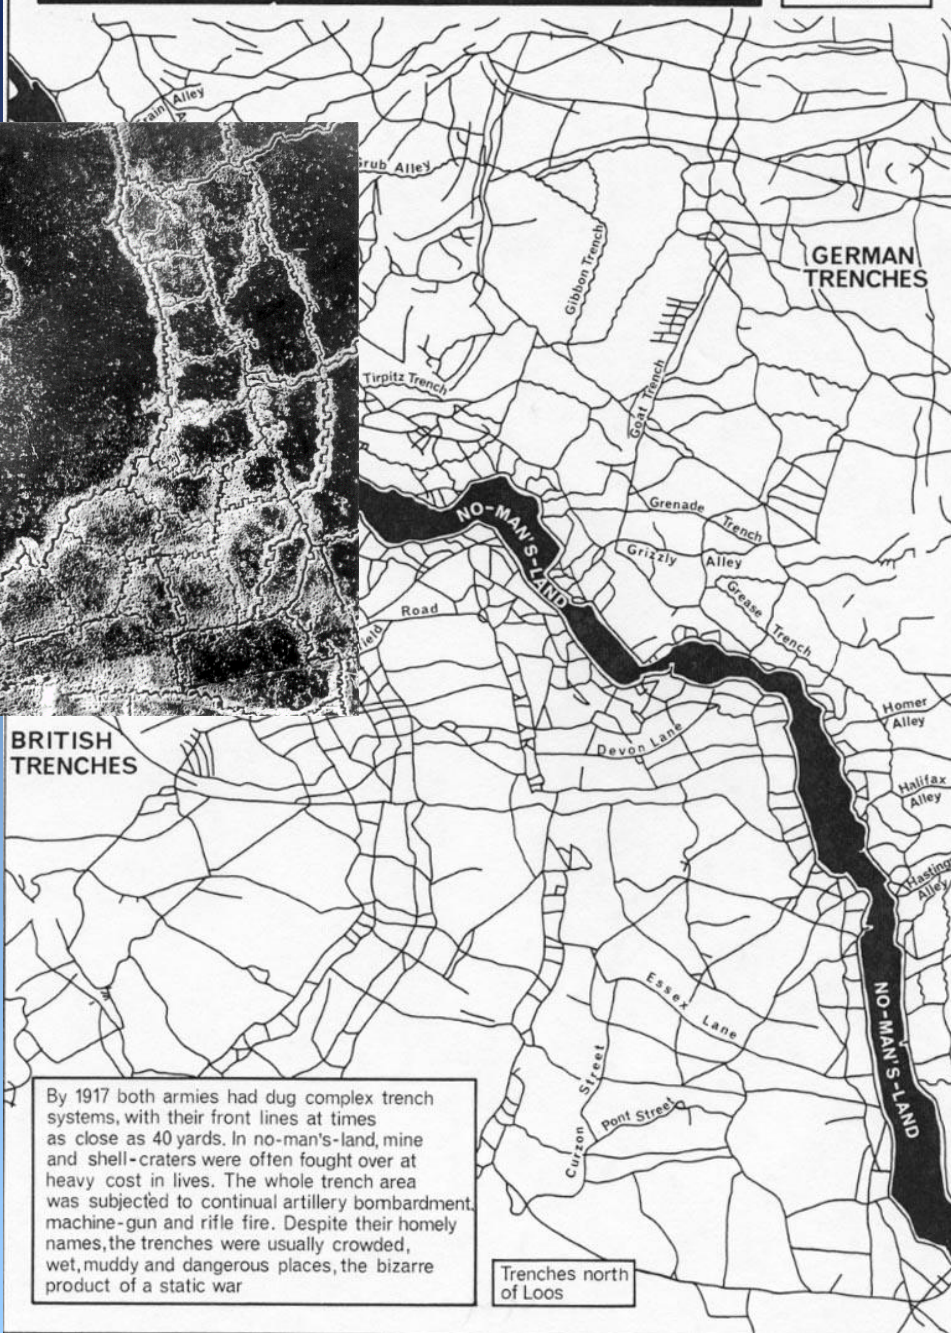 Alley
Grub Alley
Gibbon Trench
GERMAN
TRENCHES
Tirpitz Trench
Goat Trench
NO-MAN'S-LAND
Grenade Trench
Grizzly Alley
Grease Trench
Road
Homer
Alley
Devon Lane
BRITISH
TRENCHES
Halifax
Alley
Hasting
Alley
Essex Lane
NO-MAN'S-LAND
Curzon Street
Pont Street
By 1917 both armies had dug complex trench
systems, with their front lines at times
as close as 40 yards. In no-man's-land, mine
and shell-craters were often fought over at
heavy cost in lives. The whole trench area
was subjected to continual artillery bombardment,
machine-gun and rifle fire. Despite their homely
names, the trenches were usually crowded,
wet, muddy and dangerous places, the bizarre
product of a static war
Trenches north
of Loos